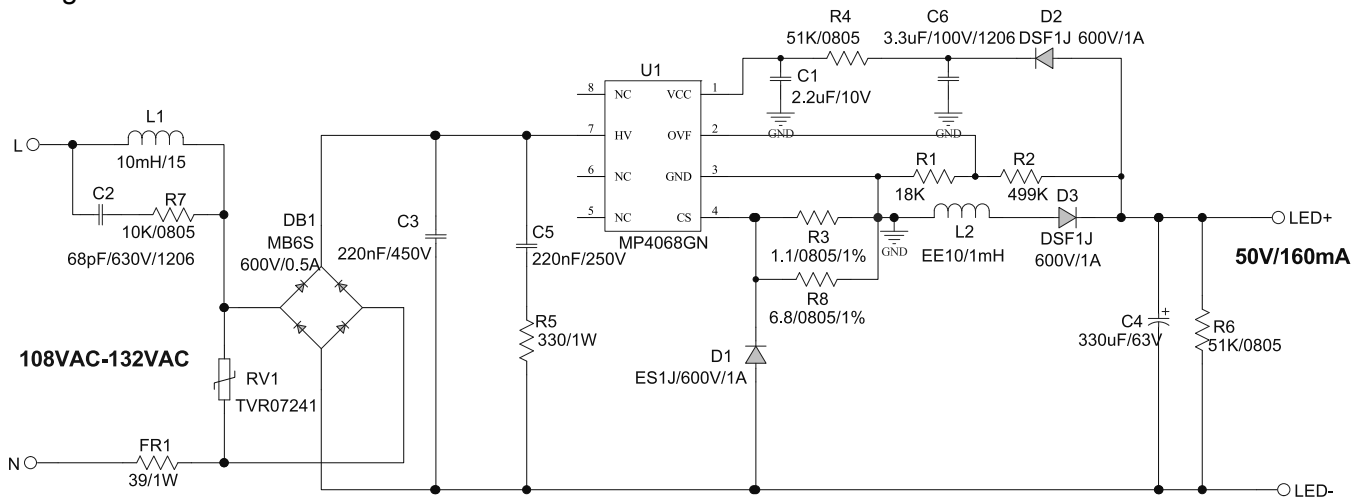 R4
51K/0805
C6
3.3uF/100V/1206
D2
DSF1J 600V/1A
U1
8
NC
VCC
1
C1
2.2uF/10V
GND
GND
L1
10mH/15
L
7
HV
OVF
2
6
NC
GND
3
R1
18K
R2
499K
C2
R7
10K/0805
68pF/630V/1206
DB1
MB6S
600V/0.5A
C3
220nF/450V
C5
220nF/250V
5
NC
CS
4
MP4068GN
R3
1.1/0805/1%
GND
L2
EE10/1mH
D3
DSF1J
600V/1A
LED+
50V/160mA
R8
6.8/0805/1%
R5
330/1W
C4
330uF/63V
+
R6
51K/0805
108VAC-132VAC
RV1
TVR07241
D1
ES1J/600V/1A
N
FR1
39/1W
LED-